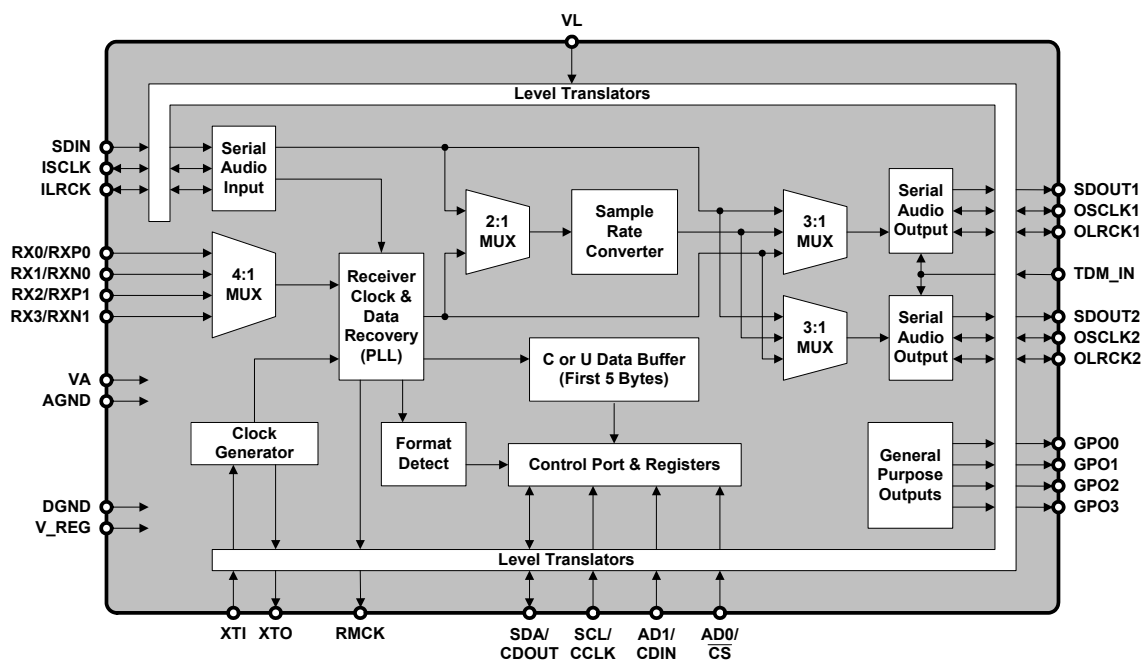 VL
Level Translators
SDIN
ISCLK
ILRCK
Serial
Audio
Input
RX0/RXP0
RX1/RXN0
RX2/RXP1
RX3/RXN1
4:1
MUX
Receiver
Clock &
Data
Recovery
(PLL)
2:1
MUX
Sample
Rate
Converter
3:1
MUX
Serial
Audio
Output
SDOUT1
OSCLK1
OLRCK1
TDM_IN
3:1
MUX
Serial
Audio
Output
SDOUT2
OSCLK2
OLRCK2
VA
AGND
C or U Data Buffer
(First 5 Bytes)
Clock
Generator
Format
Detect
Control Port & Registers
General
Purpose
Outputs
GPO0
GPO1
GPO2
GPO3
DGND
V_REG
Level Translators
XTI
XTO
RMCK
SDA/
CDOUT
SCL/
CCLK
AD1/
CDIN
AD0/
CS